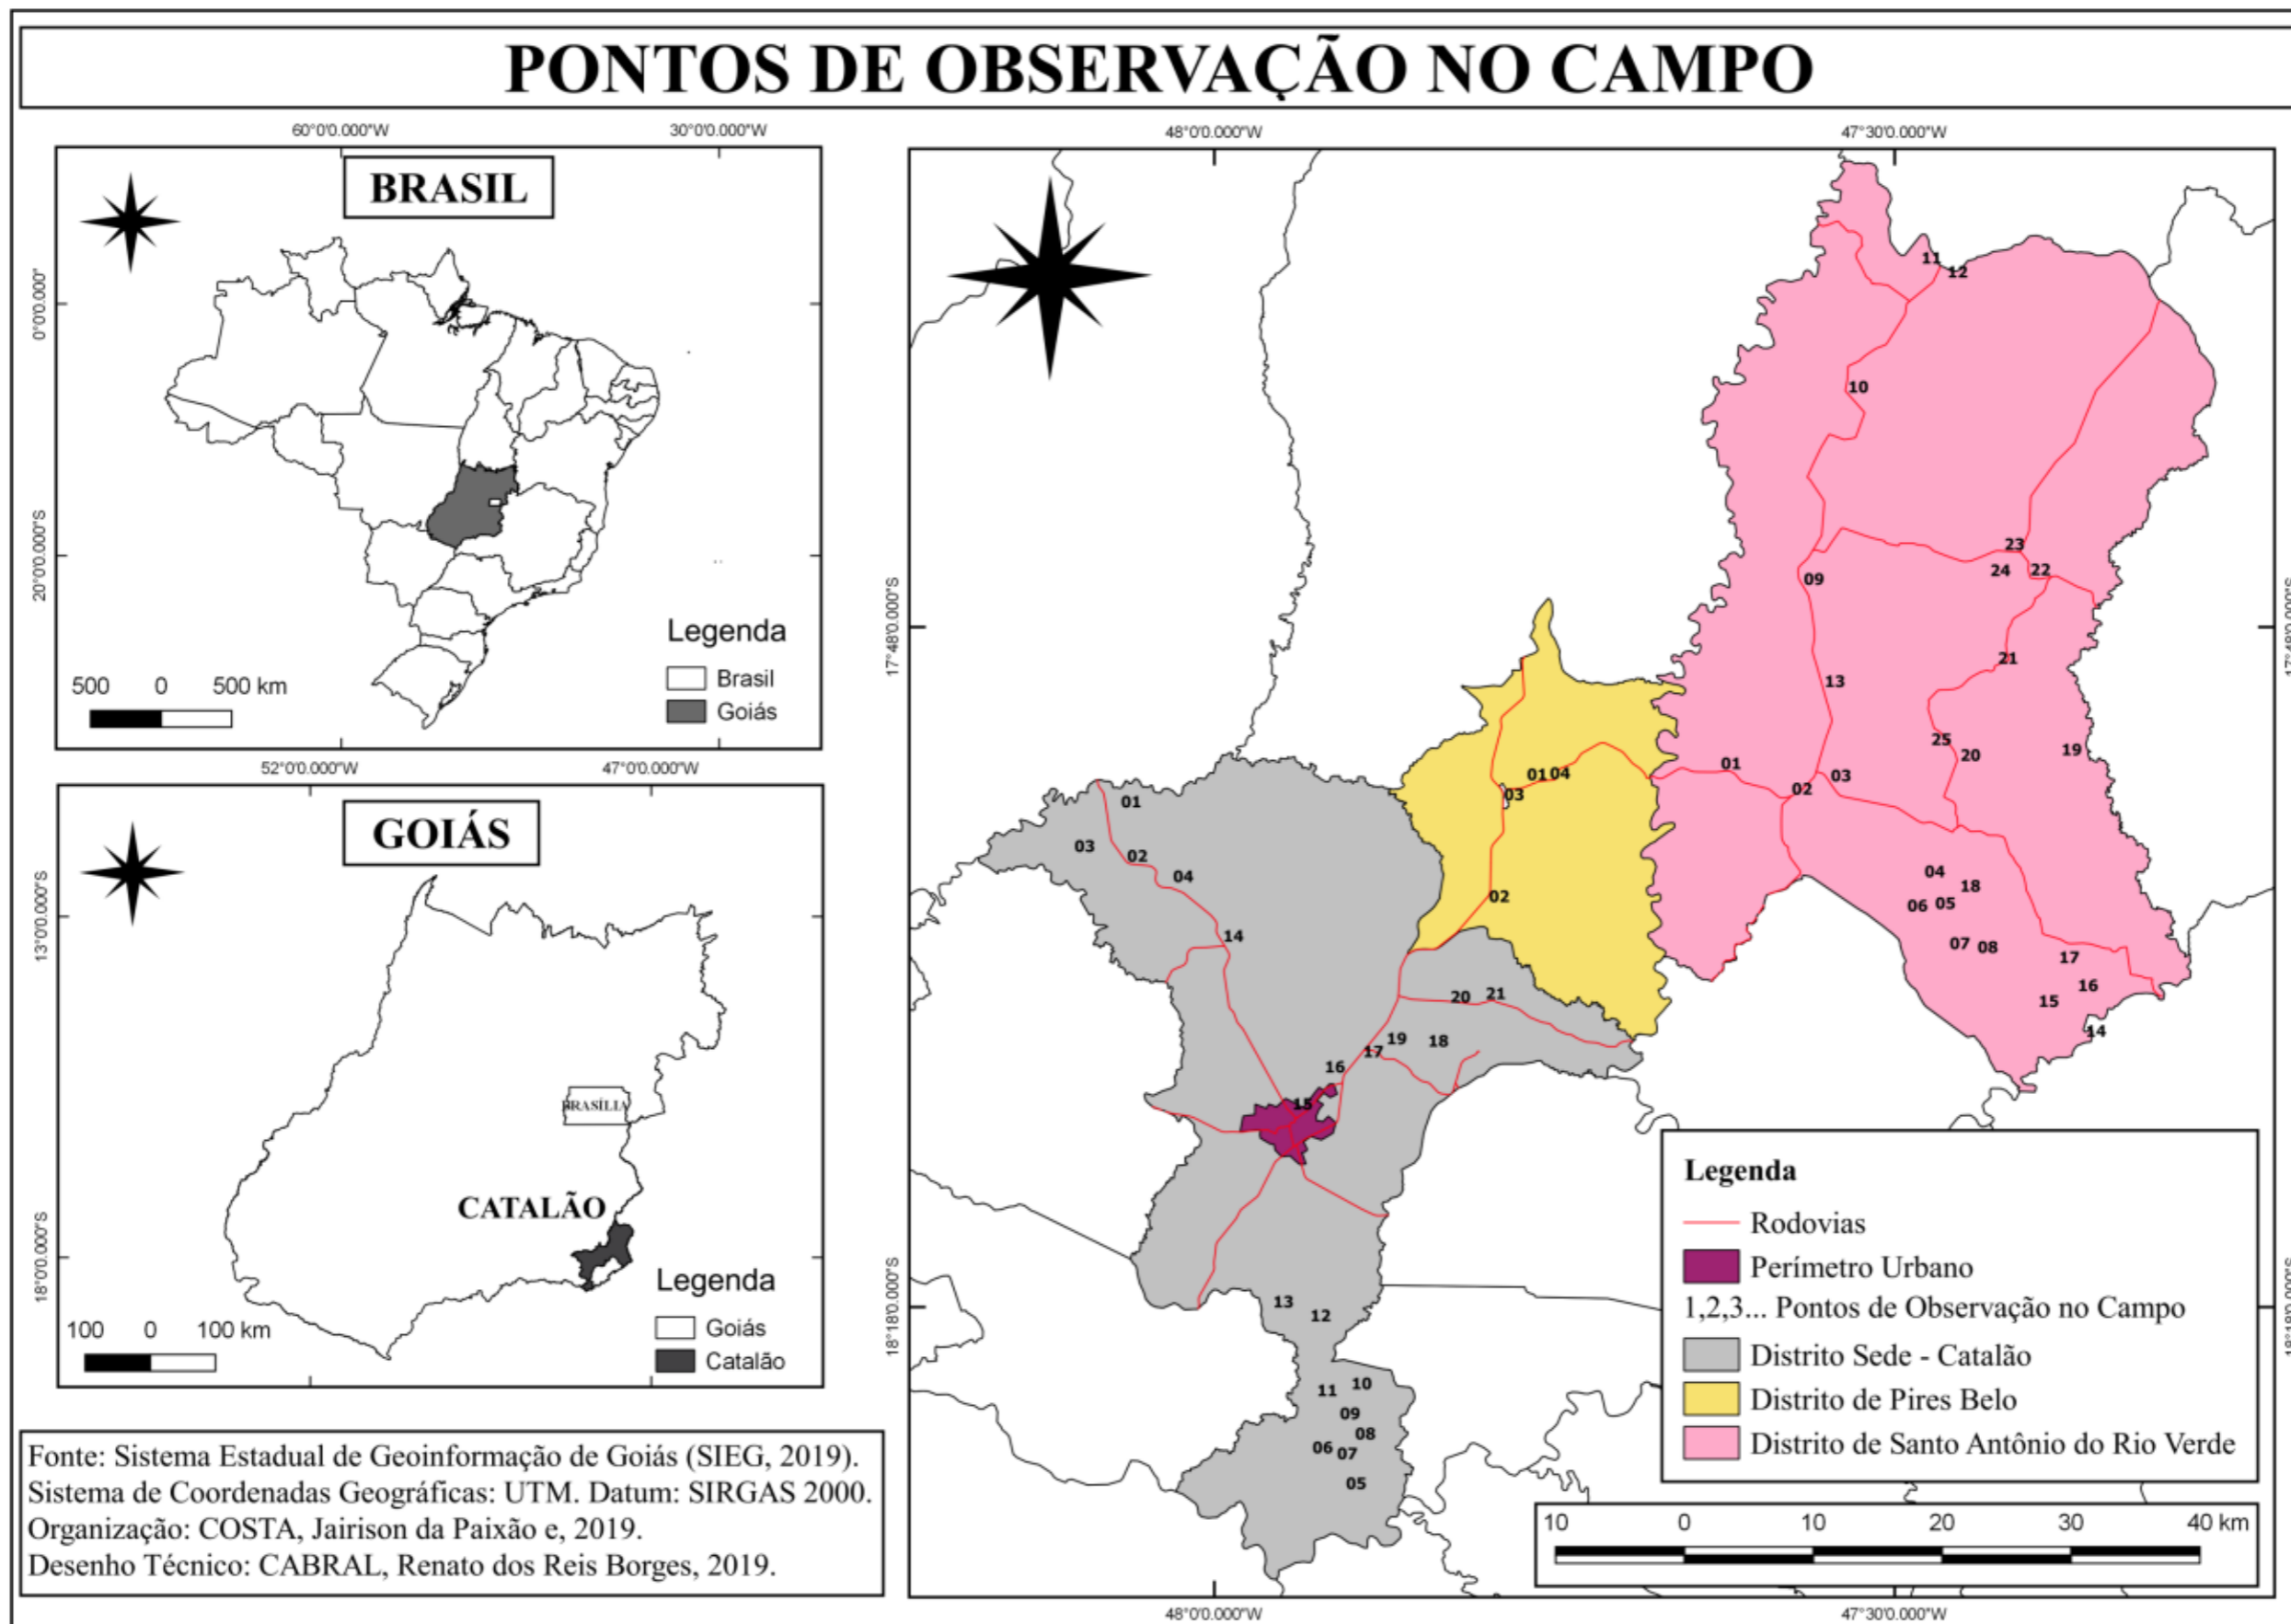 PONTOS DE OBSERVAÇÃO NO CAMPO
60°0'0.000"W
30°0'0.000"W
BRASIL
0°0'0.000"
20°0'0.000"S
Legenda
Brasil
Goiás
500 0 500 km
52°0'0.000"W
47°0'0.000"W
GOIÁS
13°0'0.000"S
18°0'0.000"S
BRASÍLIA
CATALÃO
Legenda
Goiás
Catalão
100 0 100 km
Fonte: Sistema Estadual de Geoinformação de Goiás (SIEG, 2019).
Sistema de Coordenadas Geográficas: UTM. Datum: SIRGAS 2000.
Organização: COSTA, Jairison da Paixão e, 2019.
Desenho Técnico: CABRAL, Renato dos Reis Borges, 2019.
48°0'0.000"W
47°30'0.000"W
17°48'0.000"S
17°48'0.000"S
18°18'0.000"S
18°18'0.000"S
11
12
10
23
24
22
09
21
13
25
20
19
01
02
03
04
18
06
05
07
08
17
16
15
14
01
04
03
02
01
03
02
04
14
20
21
19
18
17
16
15
13
12
11
10
09
08
06
07
05
Legenda
Rodovias
Perímetro Urbano
1,2,3... Pontos de Observação no Campo
Distrito Sede - Catalão
Distrito de Pires Belo
Distrito de Santo Antônio do Rio Verde
10 0 10 20 30 40 km
48°0'0.000"W
47°30'0.000"W